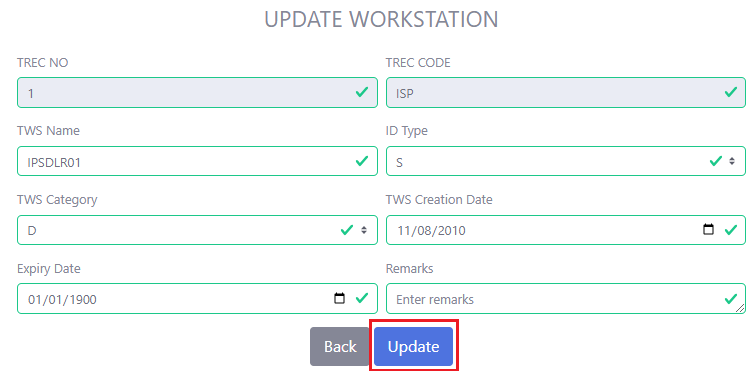 UPDATE WORKSTATION
TREC NO
TREC CODE
1
ISP
TWS Name
ID Type
IPSDLR01
S
TWS Category
TWS Creation Date
D
11/08/2010
Expiry Date
Remarks
01/01/1900
Enter remarks
Back
Update